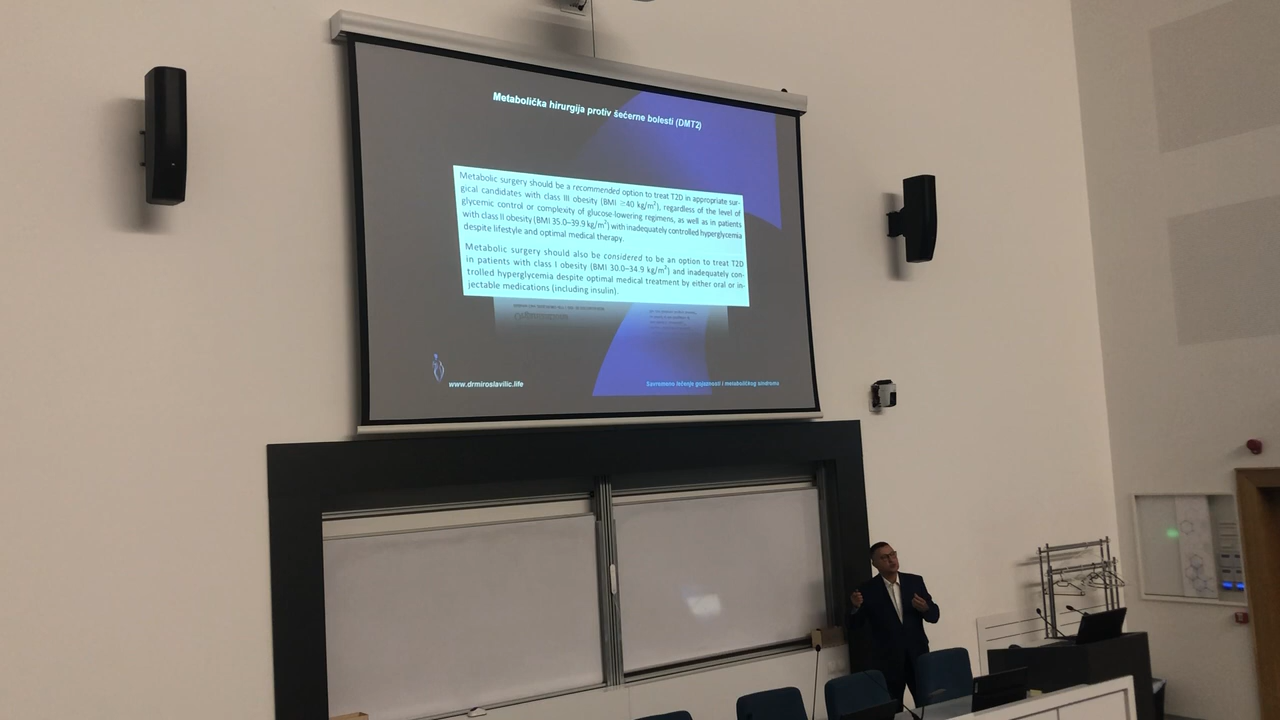 Metabolička hirurgija protiv šećerne bolesti (DMT2)
Metabolic surgery should be a recommended option to treat T2D in appropriate sur-
gical candidates with class III obesity (BMI ≥40 kg/m²), regardless of the level of
glycemic control or complexity of glucose-lowering regimens, as well as in patients
with class II obesity (BMI 35.0–39.9 kg/m²) with inadequately controlled hyperglycemia
despite lifestyle and optimal medical therapy.
Metabolic surgery should also be considered to be an option to treat T2D
in patients with class I obesity (BMI 30.0–34.9 kg/m²) and inadequately con-
trolled hyperglycemia despite optimal medical treatment by either oral or in-
jectable medications (including insulin).
www.drmiroslavilic.life
Savremeno lečenje gojaznosti i metaboličkog sindroma